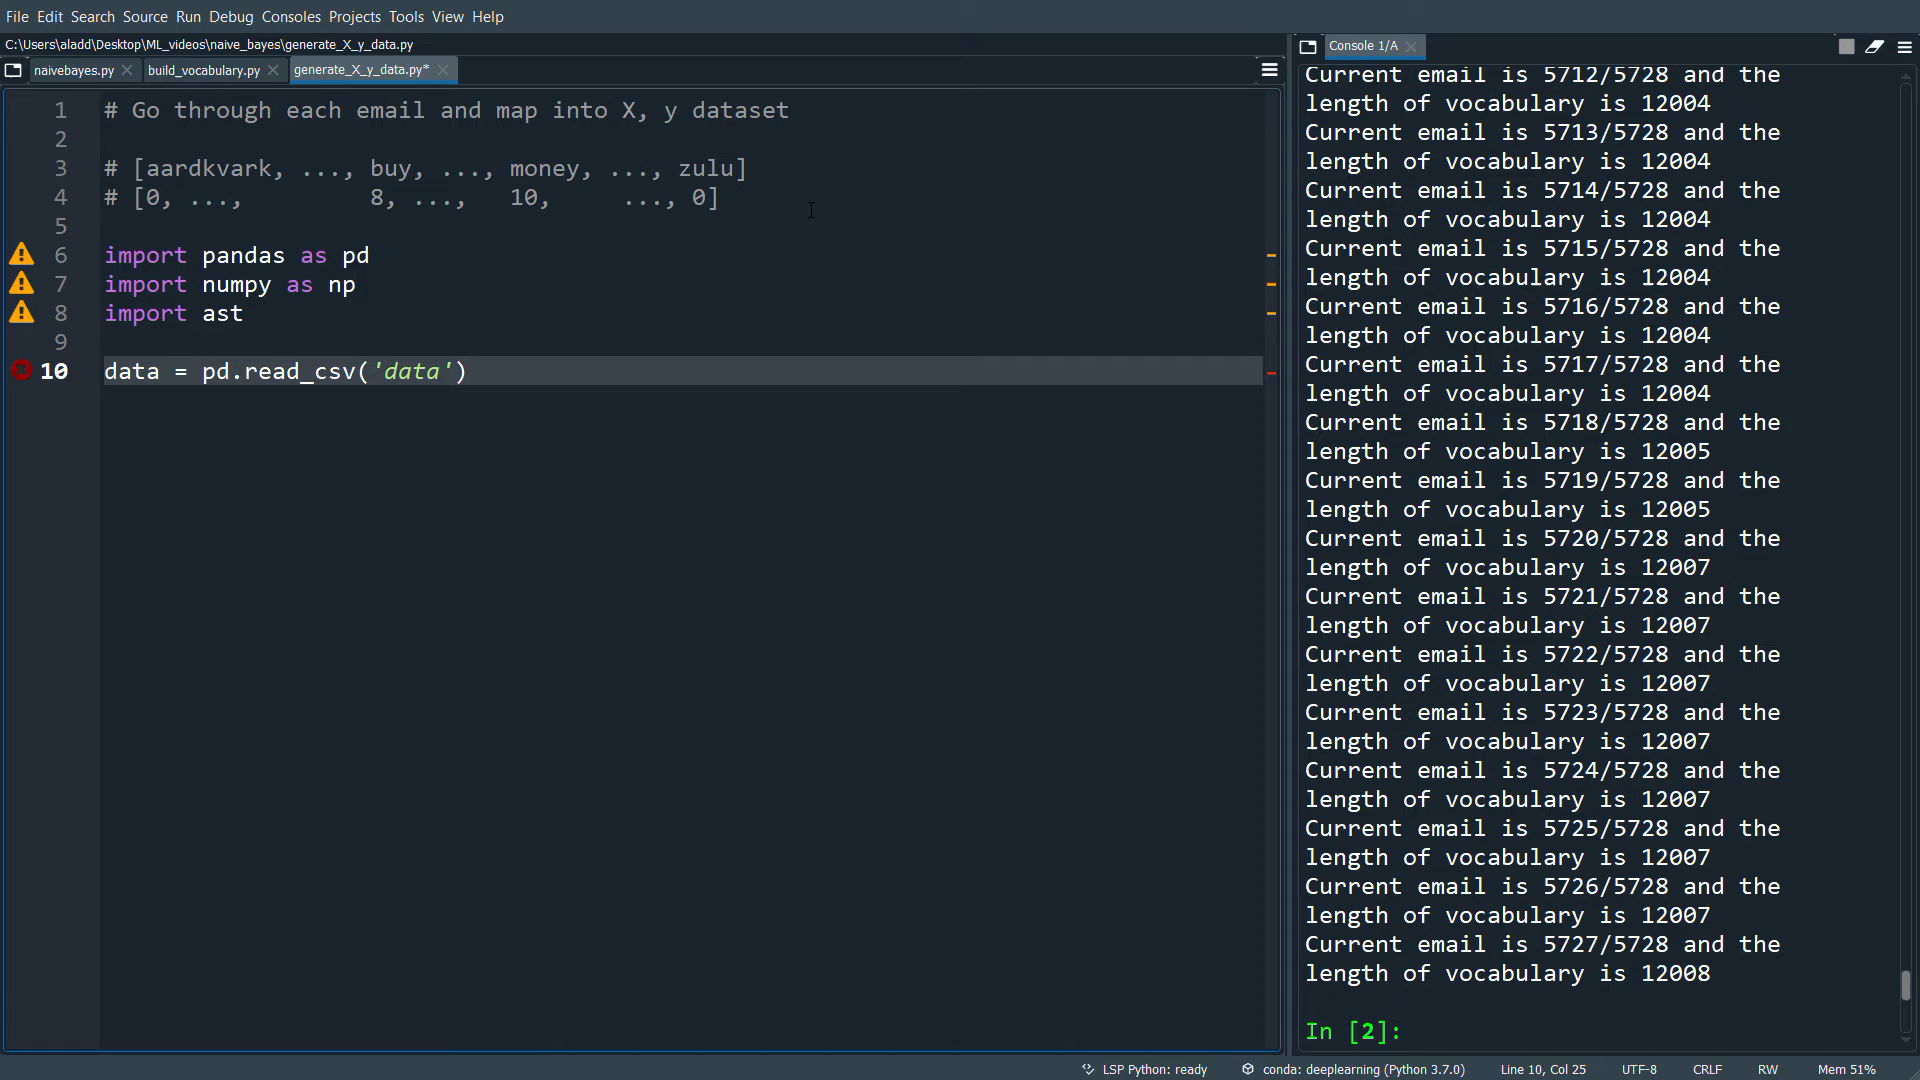 File Edit Search Source Run Debug Consoles Projects Tools View Help
C:\Users\aladd\Desktop\ML_videos\naive_bayes\generate_X_y_data.py
naivebayes.py build_vocabulary.py generate_X_y_data.py*
1 # Go through each email and map into X, y dataset
2
3 # [aardkvark, ..., buy, ..., money, ..., zulu]
4 # [0, ..., 8, ..., 10, ..., 0]
5
6 import pandas as pd
7 import numpy as np
8 import ast
9
10 data = pd.read_csv('data')
Console 1/A
Current email is 5712/5728 and the
length of vocabulary is 12004
Current email is 5713/5728 and the
length of vocabulary is 12004
Current email is 5714/5728 and the
length of vocabulary is 12004
Current email is 5715/5728 and the
length of vocabulary is 12004
Current email is 5716/5728 and the
length of vocabulary is 12004
Current email is 5717/5728 and the
length of vocabulary is 12004
Current email is 5718/5728 and the
length of vocabulary is 12005
Current email is 5719/5728 and the
length of vocabulary is 12005
Current email is 5720/5728 and the
length of vocabulary is 12007
Current email is 5721/5728 and the
length of vocabulary is 12007
Current email is 5722/5728 and the
length of vocabulary is 12007
Current email is 5723/5728 and the
length of vocabulary is 12007
Current email is 5724/5728 and the
length of vocabulary is 12007
Current email is 5725/5728 and the
length of vocabulary is 12007
Current email is 5726/5728 and the
length of vocabulary is 12007
Current email is 5727/5728 and the
length of vocabulary is 12008
In [2]:
LSP Python: ready conda: deeplearning (Python 3.7.0) Line 10, Col 25 UTF-8 CRLF RW Mem 51%